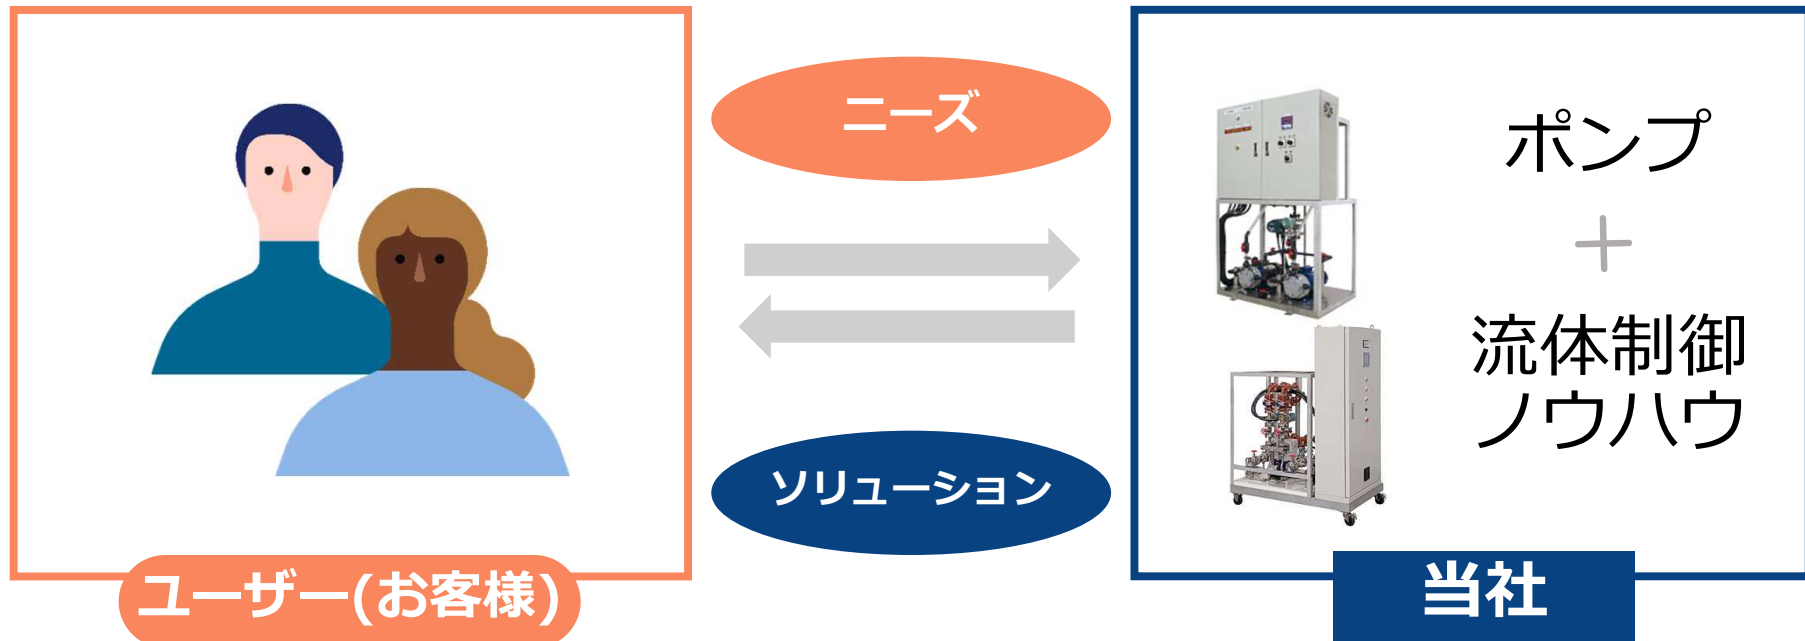 ニーズ
ソリューション
ユーザー(お客様)
ポンプ
+
流体制御
ノウハウ
当社